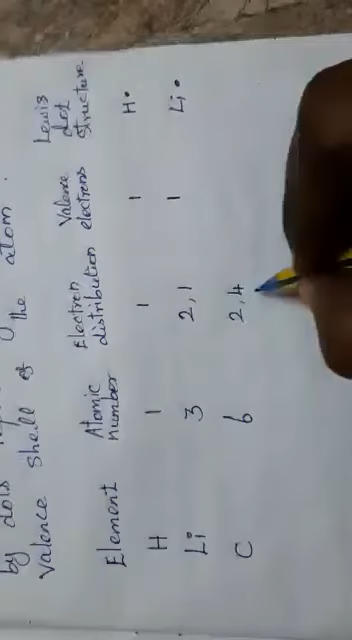 by dots
valence shell of the atom.
Element Atomic number Electron distribution Valence electrons Lewis dot structure
H 1 1 1 H•
Li 3 2,1 1 Li•
C 6 2,4